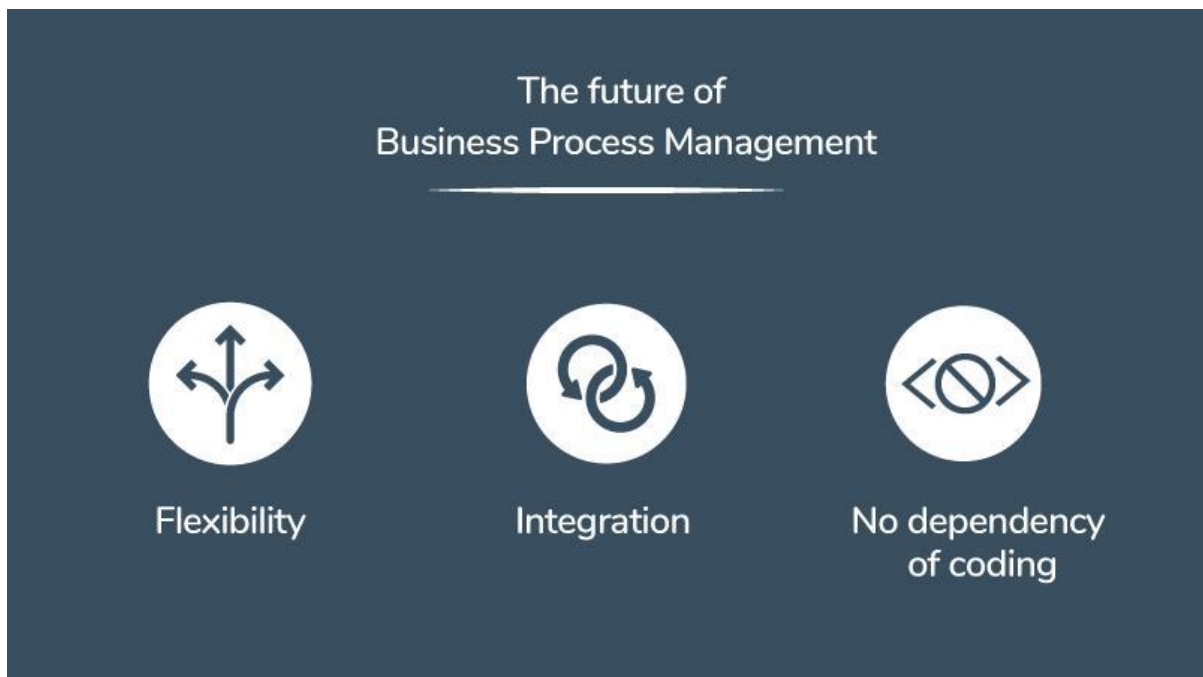 The future of
Business Process Management
Flexibility
Integration
No dependency
of coding